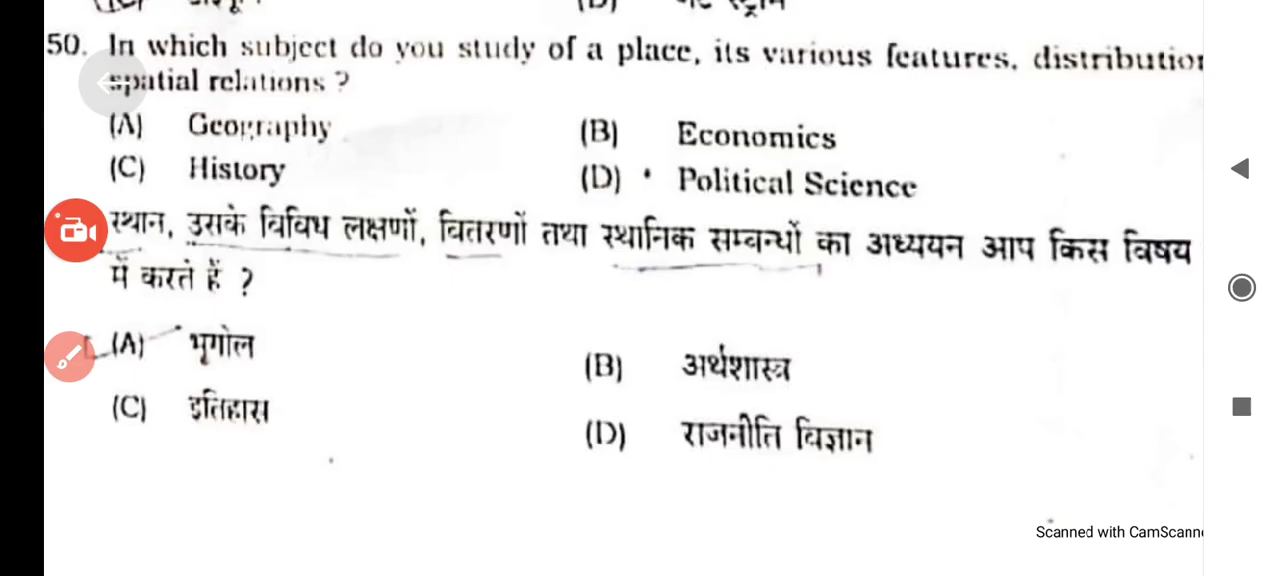 50. In which subject do you study of a place, its various features, distribution
spatial relations ?
(A) Geography (B) Economics
(C) History (D) Political Science
स्थान, उसके विविध लक्षणों, वितरणों तथा स्थानिक सम्बन्धों का अध्ययन आप किस विषय
में करते हैं ?
(A) भूगोल (B) अर्थशास्त्र
(C) इतिहास (D) राजनीति विज्ञान
Scanned with CamScann